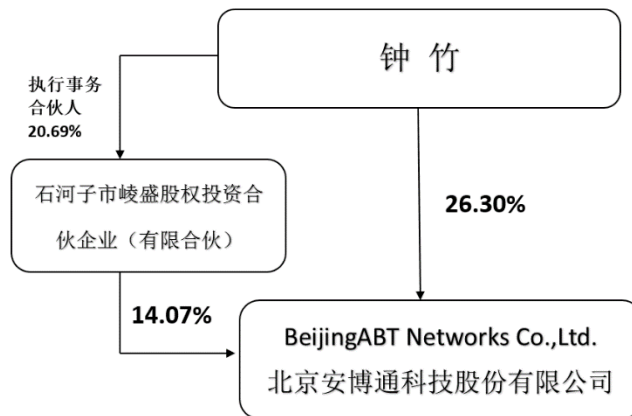 钟 竹
执行事务
合伙人
20.69%
石河子市崚盛股权投资合
伙企业（有限合伙）
26.30%
14.07%
BeijingABT Networks Co.,Ltd.
北京安博通科技股份有限公司